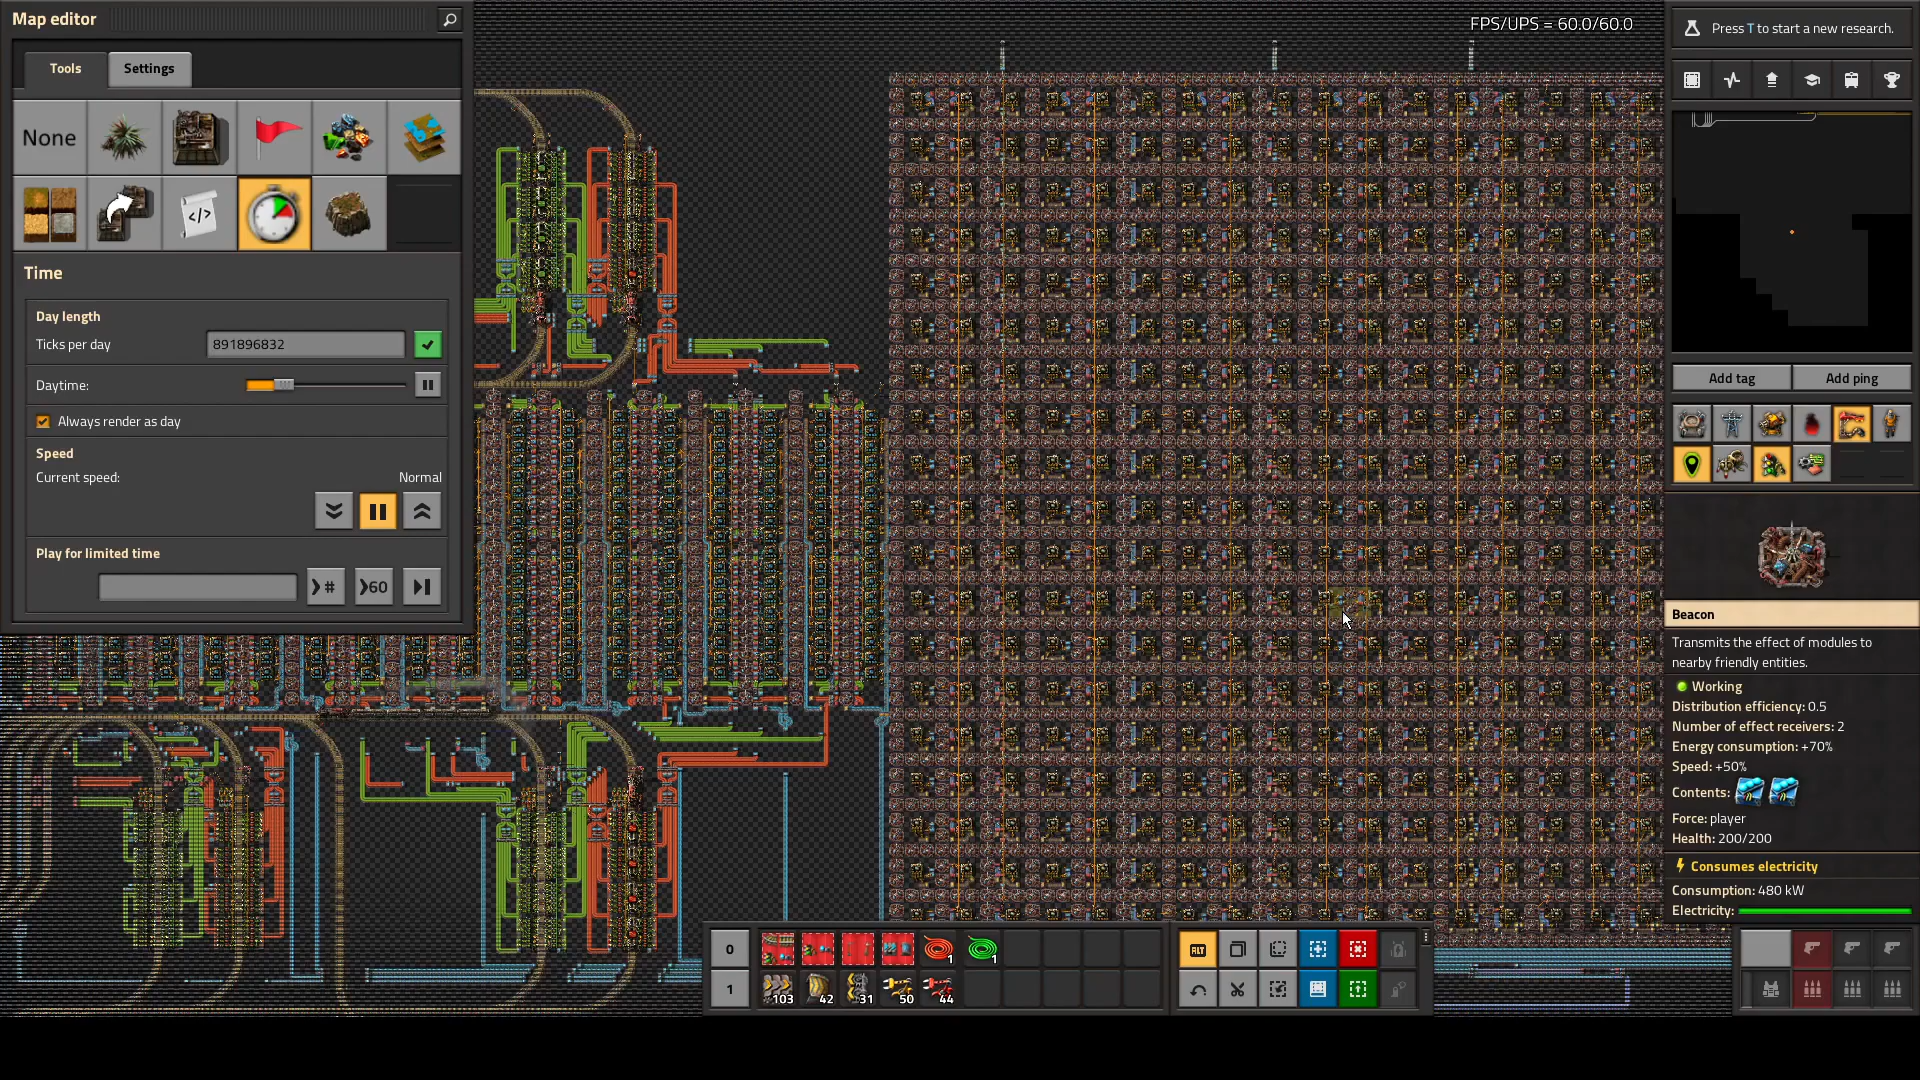 Map editor
FPS/UPS = 60.0/60.0
Press T to start a new research.
Tools
Settings
None
Time
Day length
Ticks per day
891896832
Daytime:
Always render as day
Speed
Current speed:
Normal
Play for limited time
#
60
Add tag
Add ping
Beacon
Transmits the effect of modules to
nearby friendly entities.
Working
Distribution efficiency: 0.5
Number of effect receivers: 2
Energy consumption: +70%
Speed: +50%
Contents:
Force: player
Health: 200/200
Consumes electricity
Consumption: 480 kW
Electricity:
0
1
1
ALT
1
103
42
31
50
44